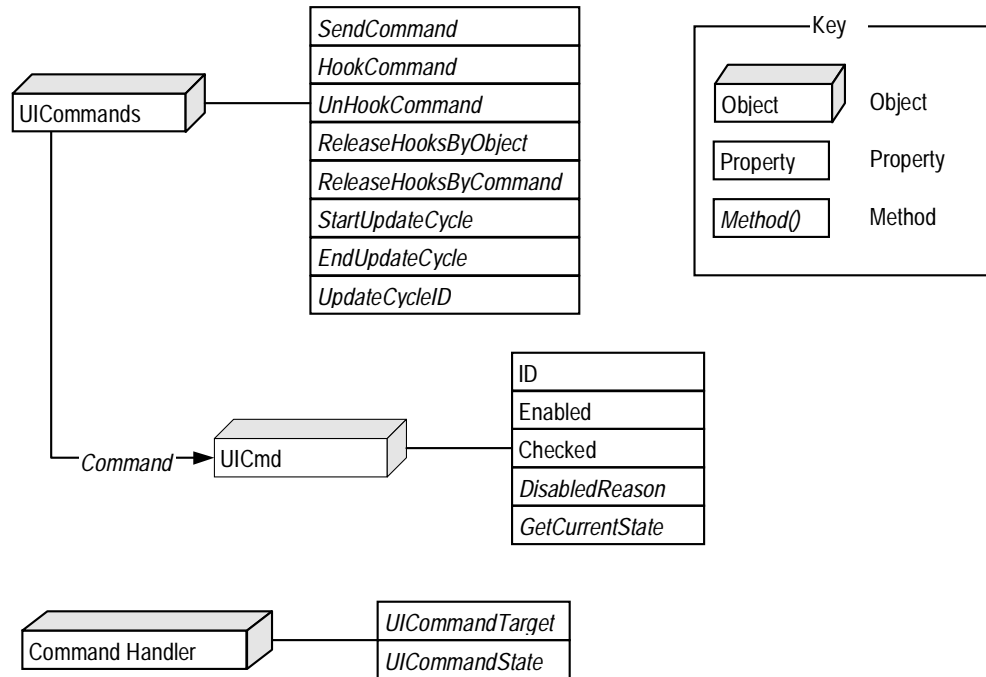 SendCommand
HookCommand
UnHookCommand
ReleaseHooksByObject
ReleaseHooksByCommand
StartUpdateCycle
EndUpdateCycle
UpdateCycleID
UICommands
Key
Object
Object
Property
Property
Method()
Method
Command
UICmd
ID
Enabled
Checked
DisabledReason
GetCurrentState
Command Handler
UICommandTarget
UICommandState